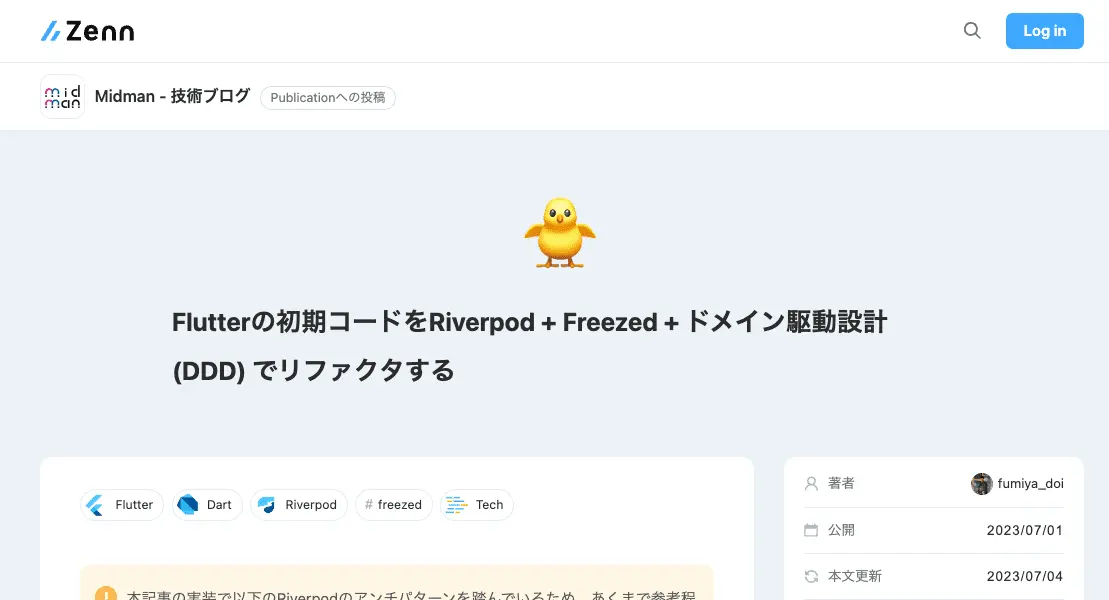 Zenn
Log in
mid
man
Midman - 技術ブログ
Publicationへの投稿
Flutterの初期コードをRiverpod + Freezed + ドメイン駆動設計
(DDD) でリファクタする
Flutter
Dart
Riverpod
# freezed
Tech
著者
fumiya_doi
公開
2023/07/01
本文更新
2023/07/04
本記事の実装で以下のRiverpodのアンチパターンを踏んでいるため、あくまで参考程